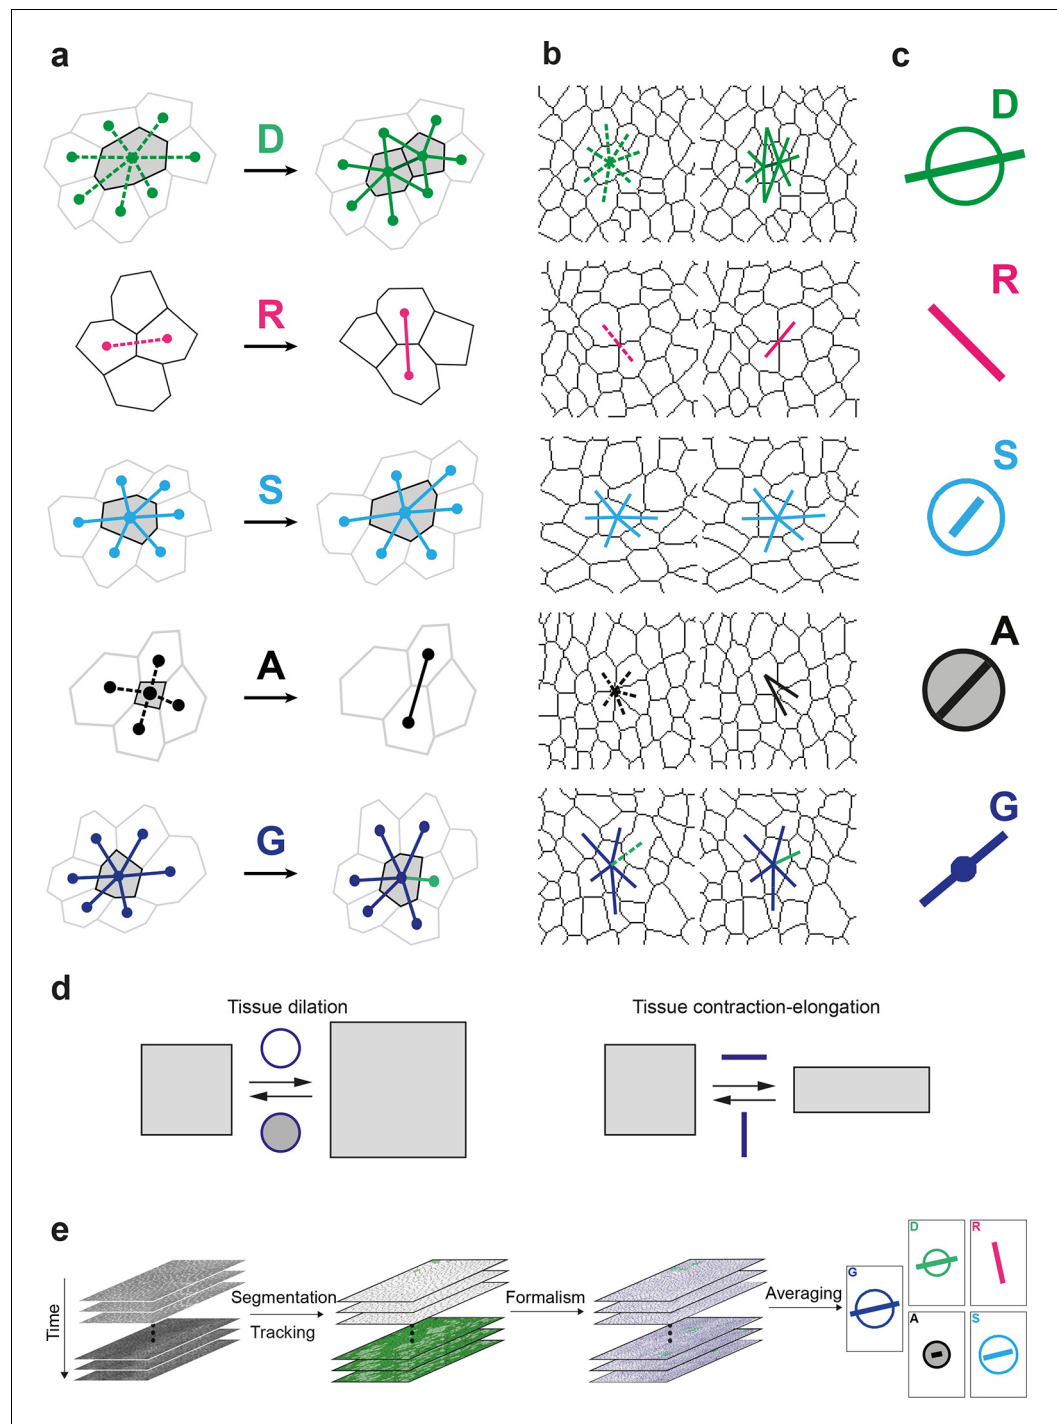 a
b
c
D
D
R
R
S
S
A
A
G
G
d
Tissue dilation
Tissue contraction-elongation
e
Time
Segmentation
Tracking
Formalism
Averaging
G
D
R
A
S